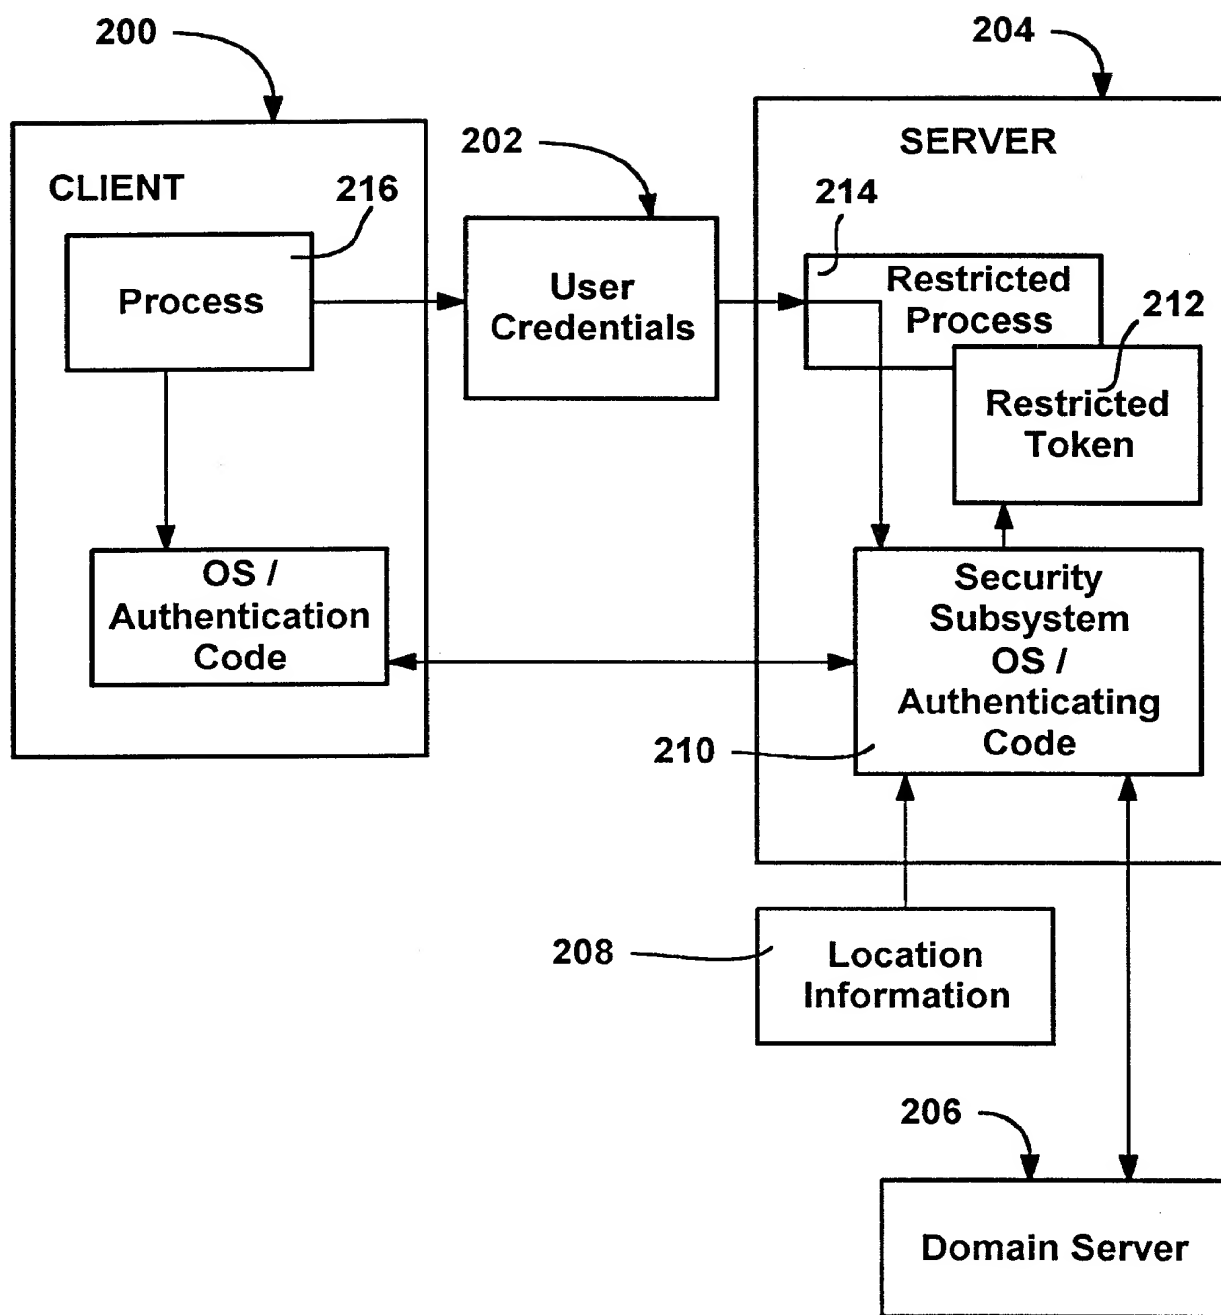 200
204
202
SERVER
CLIENT
216
214
Process
User
Credentials
Restricted
Process
212
Restricted
Token
OS /
Authentication
Code
Security
Subsystem
OS /
Authenticating
Code
210
208
Location
Information
206
Domain Server